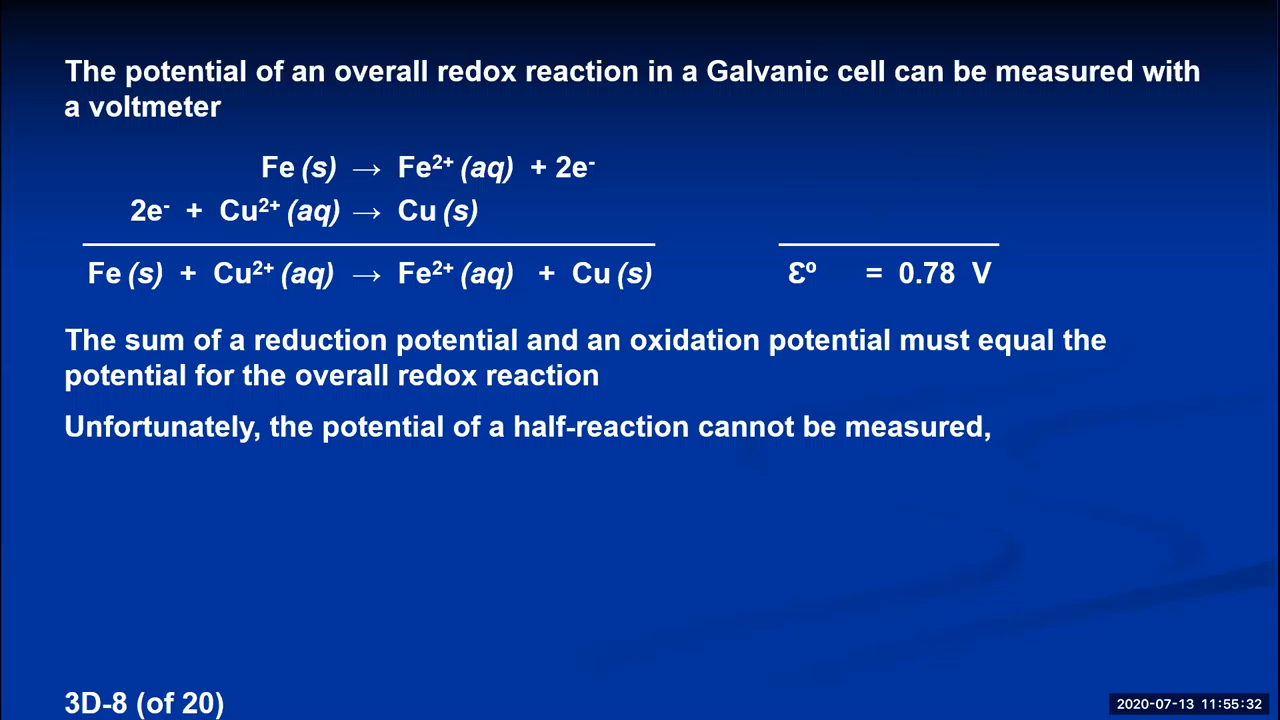 The potential of an overall redox reaction in a Galvanic cell can be measured with
a voltmeter
Fe (s) → Fe²⁺ (aq) + 2e⁻
2e⁻ + Cu²⁺ (aq) → Cu (s)
Fe (s) + Cu²⁺ (aq) → Fe²⁺ (aq) + Cu (s) Ɛº = 0.78 V
The sum of a reduction potential and an oxidation potential must equal the
potential for the overall redox reaction
Unfortunately, the potential of a half-reaction cannot be measured,
3D-8 (of 20)
2020-07-13 11:55:32